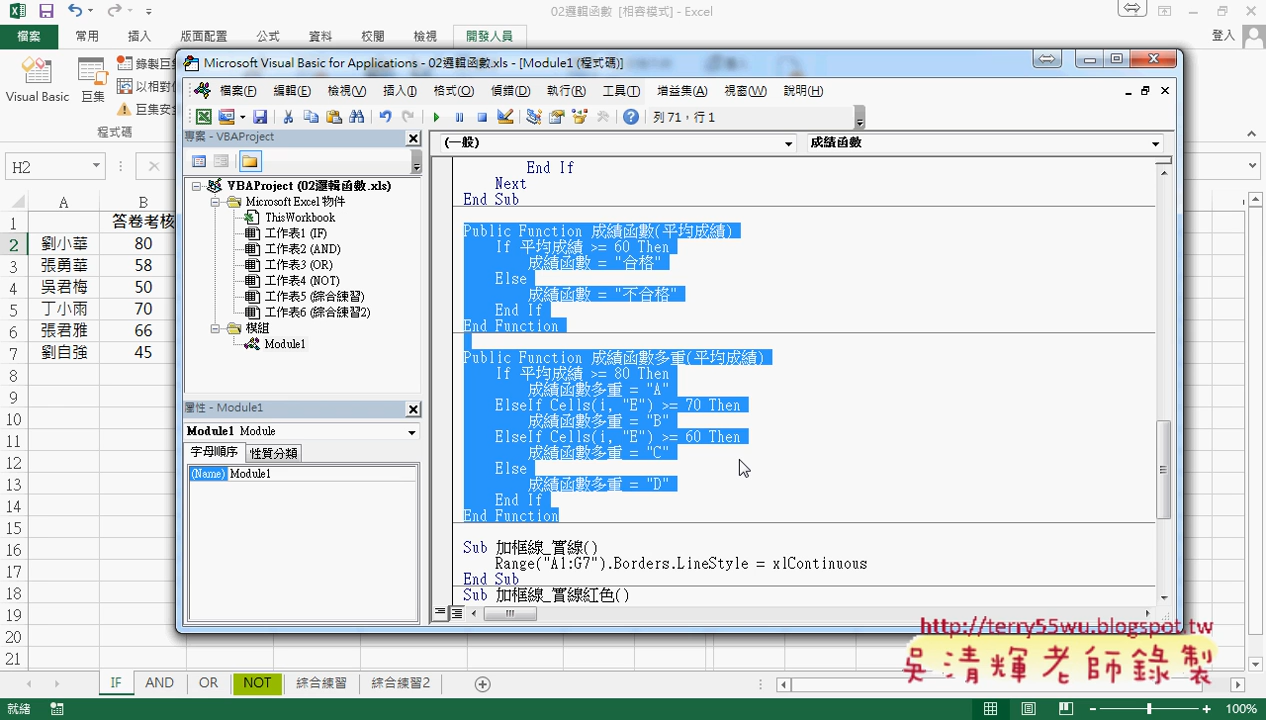 02邏輯函數 [相容模式] - Excel
檔案 常用 插入 版面配置 公式 資料 校閱 檢視 開發人員 登入
Visual Basic 巨集 錄製巨集 以相對位 巨集安全
程式碼
H2
A B
1 答卷考核
2 劉小華 80
3 張勇華 58
4 吳君梅 50
5 丁小雨 70
6 張君雅 66
7 劉自強 45
8
9
10
11
12
13
14
15
16
17
18
19
20
21
Microsoft Visual Basic for Applications - 02邏輯函數.xls - [Module1 (程式碼)]
檔案(F) 編輯(E) 檢視(V) 插入(I) 格式(O) 偵錯(D) 執行(R) 工具(T) 增益集(A) 視窗(W) 說明(H)
列 71，行 1
專案 - VBAProject
VBAProject (02邏輯函數.xls)
Microsoft Excel 物件
ThisWorkbook
工作表1 (IF)
工作表2 (AND)
工作表3 (OR)
工作表4 (NOT)
工作表5 (綜合練習)
工作表6 (綜合練習2)
模組
Module1
屬性 - Module1
Module1 Module
字母順序 性質分類
(Name) Module1
(一般) 成績函數
End If
Next
End Sub
Public Function 成績函數(平均成績)
If 平均成績 >= 60 Then
成績函數 = "合格"
Else
成績函數 = "不合格"
End If
End Function
Public Function 成績函數多重(平均成績)
If 平均成績 >= 80 Then
成績函數多重 = "A"
ElseIf Cells(i, "E") >= 70 Then
成績函數多重 = "B"
ElseIf Cells(i, "E") >= 60 Then
成績函數多重 = "C"
Else
成績函數多重 = "D"
End If
End Function
Sub 加框線_實線()
Range("A1:G7").Borders.LineStyle = xlContinuous
End Sub
Sub 加框線_實線紅色()
http://terry55wu.blogspot.tw
吳清輝老師錄製
IF AND OR NOT 綜合練習 綜合練習2
就緒 100%